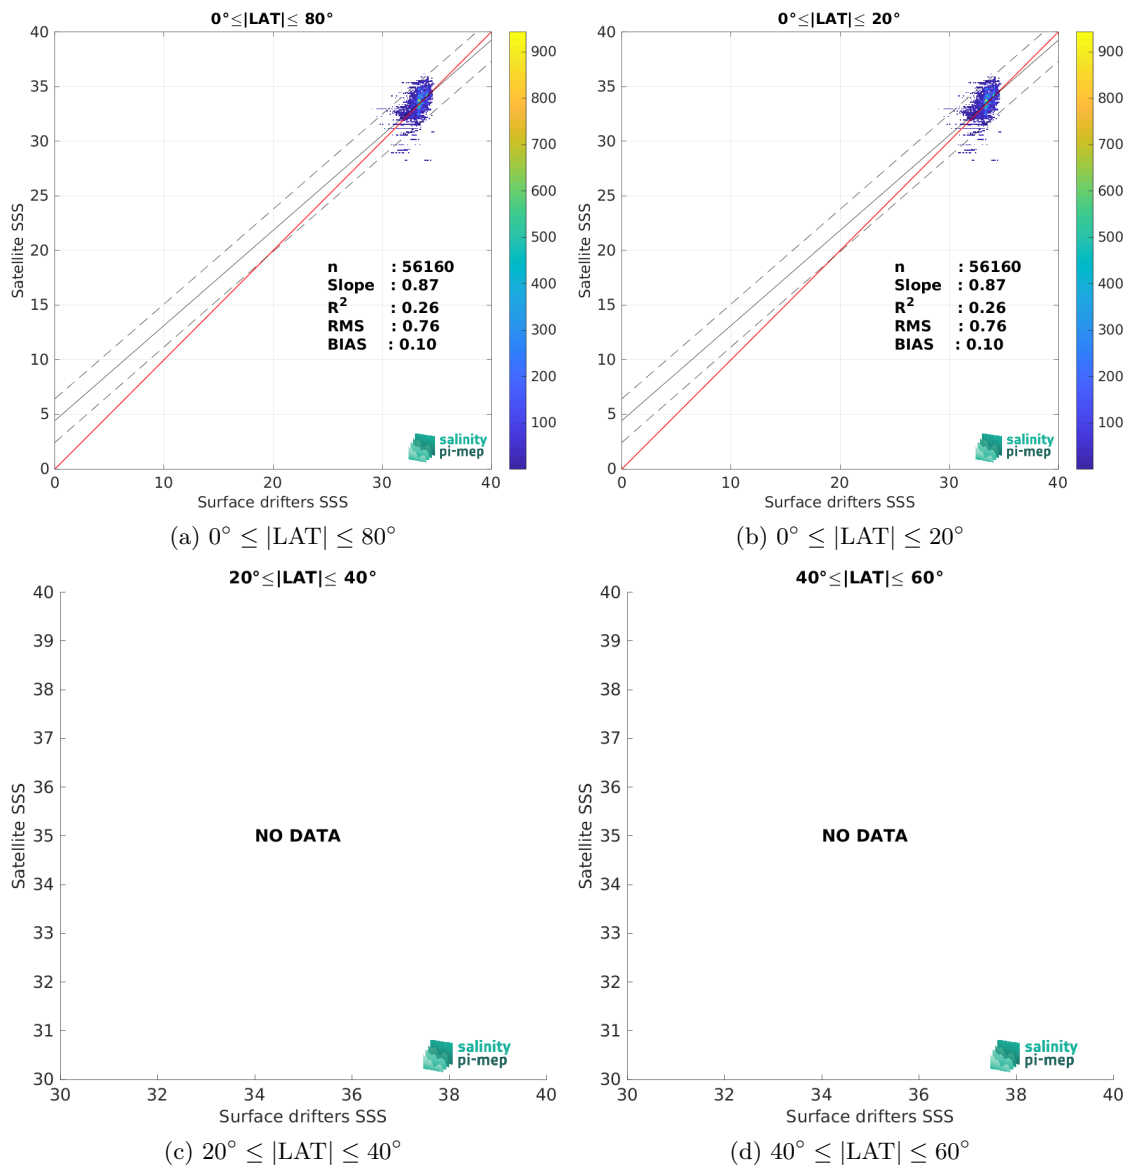 0°≤|LAT|≤ 80°
40
35
30
25
20
15
10
5
0
Satellite SSS
n : 56160
Slope : 0.87
R² : 0.26
RMS : 0.76
BIAS : 0.10
salinity
pi-mep
0 10 20 30 40
Surface drifters SSS
900
800
700
600
500
400
300
200
100
(a) 0° ≤ |LAT| ≤ 80°
0°≤|LAT|≤ 20°
40
35
30
25
20
15
10
5
0
Satellite SSS
n : 56160
Slope : 0.87
R² : 0.26
RMS : 0.76
BIAS : 0.10
salinity
pi-mep
0 10 20 30 40
Surface drifters SSS
900
800
700
600
500
400
300
200
100
(b) 0° ≤ |LAT| ≤ 20°
20°≤|LAT|≤ 40°
40
39
38
37
36
35
34
33
32
31
30
Satellite SSS
NO DATA
salinity
pi-mep
30 32 34 36 38 40
Surface drifters SSS
(c) 20° ≤ |LAT| ≤ 40°
40°≤|LAT|≤ 60°
40
39
38
37
36
35
34
33
32
31
30
Satellite SSS
NO DATA
salinity
pi-mep
30 32 34 36 38 40
Surface drifters SSS
(d) 40° ≤ |LAT| ≤ 60°